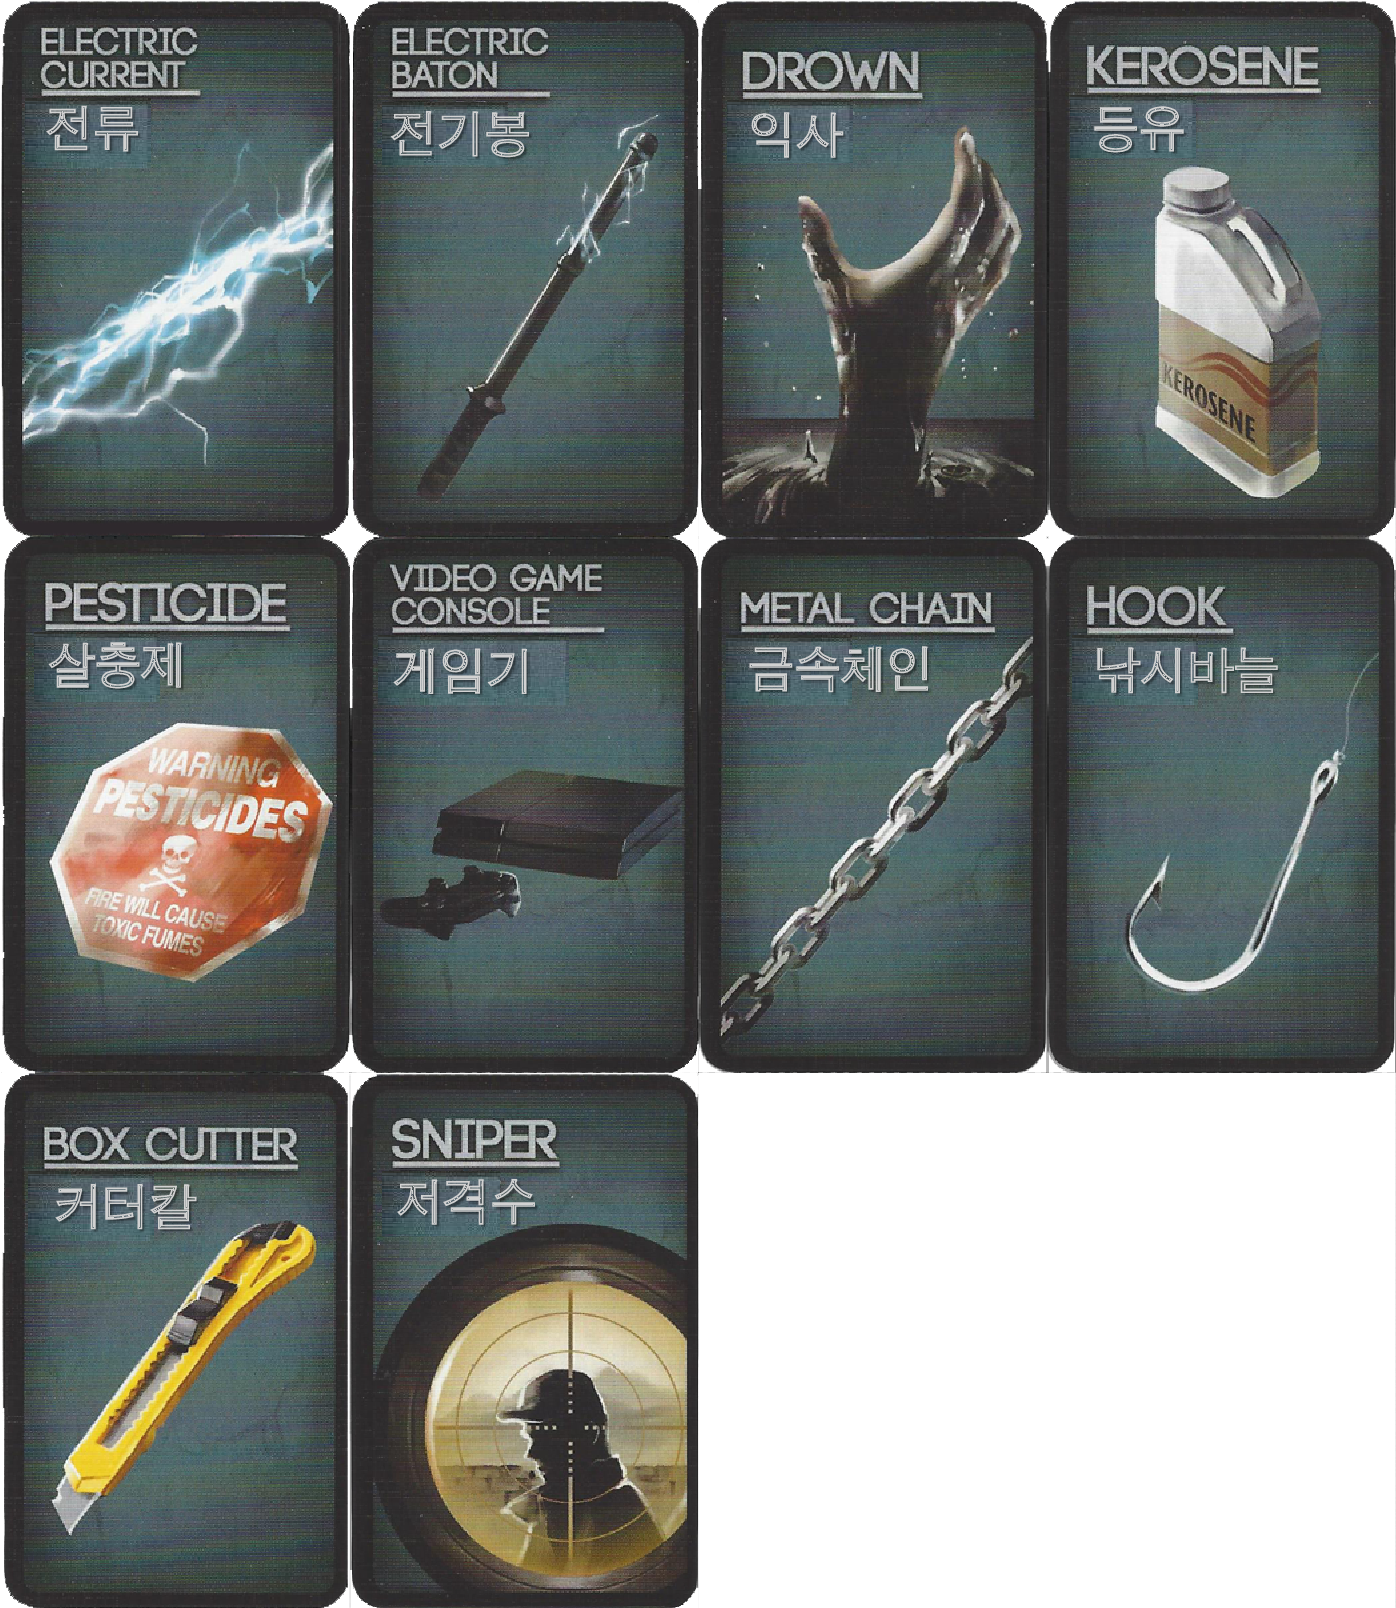 ELECTRIC
CURRENT
전류
ELECTRIC
BATON
전기봉
DROWN
익사
KEROSENE
등유
KEROSENE
PESTICIDE
살충제
WARNING
PESTICIDES
FIRE WILL CAUSE
TOXIC FUMES
VIDEO GAME
CONSOLE
게임기
METAL CHAIN
금속체인
HOOK
낚시바늘
BOX CUTTER
커터칼
SNIPER
저격수